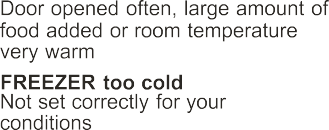 Door opened often, large amount of
food added or room temperature
very warm
FREEZER too cold
Not set correctly for your
conditions